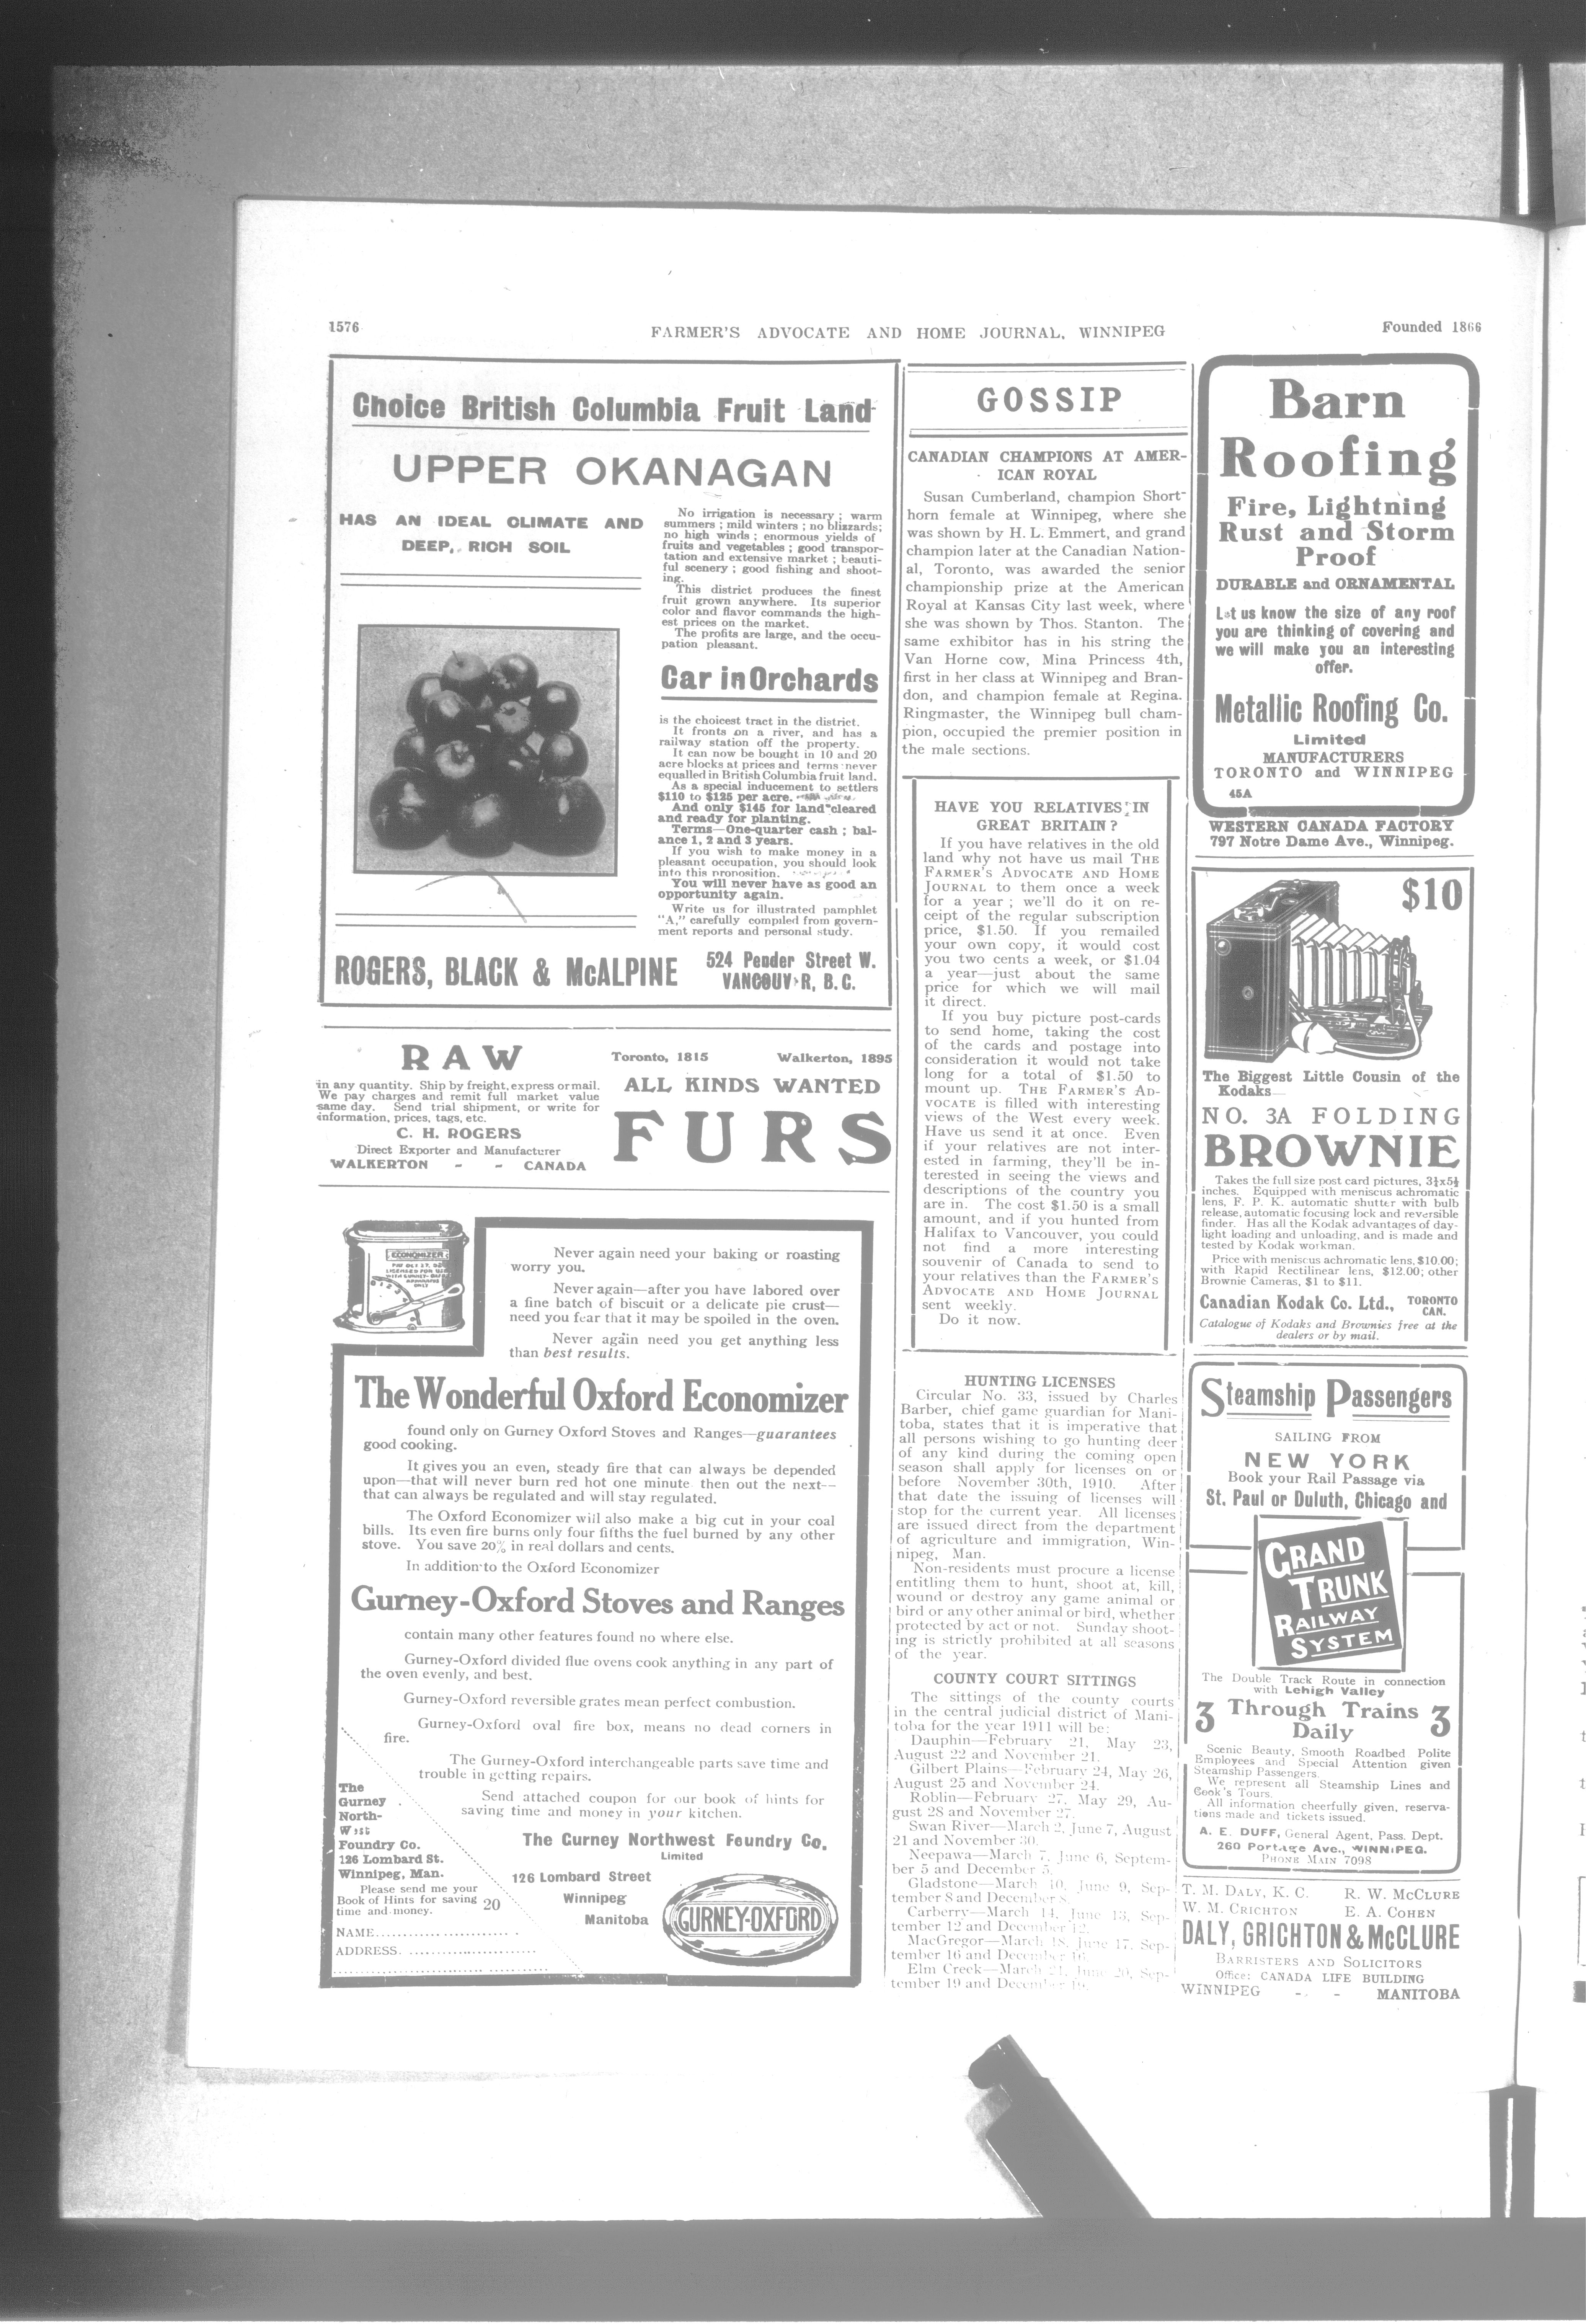 1576
FARMER'S ADVOCATE AND HOME JOURNAL, WINNIPEG
Founded 1866
Choice British Columbia Fruit Land
UPPER OKANAGAN
HAS AN IDEAL CLIMATE AND
DEEP, RICH SOIL
No irrigation is necessary ; warm
summers ; mild winters ; no blizzards;
no high winds ; enormous yields of
fruits and vegetables ; good transpor-
tation and extensive market ; beauti-
ful scenery ; good fishing and shoot-
ing.
This district produces the finest
fruit grown anywhere. Its superior
color and flavor commands the high-
est prices on the market.
The profits are large, and the occu-
pation pleasant.
Car in Orchards
is the choicest tract in the district.
It fronts on a river, and has a
railway station off the property.
It can now be bought in 10 and 20
acre blocks at prices and terms never
equalled in British Columbia fruit land.
As a special inducement to settlers
$110 to $125 per acre.
And only $145 for land cleared
and ready for planting.
Terms—One-quarter cash ; bal-
ance 1, 2 and 3 years.
If you wish to make money in a
pleasant occupation, you should look
into this proposition.
You will never have as good an
opportunity again.
Write us for illustrated pamphlet
"A," carefully compiled from govern-
ment reports and personal study.
ROGERS, BLACK & McALPINE
524 Pender Street W.
VANCOUV R, B.C.
RAW
in any quantity. Ship by freight, express or mail.
We pay charges and remit full market value
same day. Send trial shipment, or write for
information, prices, tags, etc.
C. H. ROGERS
Direct Exporter and Manufacturer
WALKERTON - - CANADA
Toronto, 1815 Walkerton, 1895
ALL KINDS WANTED
FURS
ECONOMIZER
Never again need your baking or roasting
worry you.
Never again—after you have labored over
a fine batch of biscuit or a delicate pie crust—
need you fear that it may be spoiled in the oven.
Never again need you get anything less
than best results.
The Wonderful Oxford Economizer
found only on Gurney Oxford Stoves and Ranges—guarantees
good cooking.
It gives you an even, steady fire that can always be depended
upon—that will never burn red hot one minute then out the next—
that can always be regulated and will stay regulated.
The Oxford Economizer will also make a big cut in your coal
bills. Its even fire burns only four fifths the fuel burned by any other
stove. You save 20% in real dollars and cents.
In addition to the Oxford Economizer
Gurney-Oxford Stoves and Ranges
contain many other features found no where else.
Gurney-Oxford divided flue ovens cook anything in any part of
the oven evenly, and best.
Gurney-Oxford reversible grates mean perfect combustion.
Gurney-Oxford oval fire box, means no dead corners in
fire.
The Gurney-Oxford interchangeable parts save time and
trouble in getting repairs.
Send attached coupon for our book of hints for
saving time and money in your kitchen.
The Gurney Northwest Foundry Co.
Limited
126 Lombard Street
Winnipeg
Manitoba
GURNEY-OXFORD
The
Gurney
North-
West
Foundry Co.
126 Lombard St.
Winnipeg, Man.
Please send me your
Book of Hints for saving 20
time and money.
NAME
ADDRESS
GOSSIP
CANADIAN CHAMPIONS AT AMER-
ICAN ROYAL
Susan Cumberland, champion Short-
horn female at Winnipeg, where she
was shown by H. L. Emmert, and grand
champion later at the Canadian Nation-
al, Toronto, was awarded the senior
championship prize at the American
Royal at Kansas City last week, where
she was shown by Thos. Stanton. The
same exhibitor has in his string the
Van Horne cow, Mina Princess 4th,
first in her class at Winnipeg and Bran-
don, and champion female at Regina.
Ringmaster, the Winnipeg bull cham-
pion, occupied the premier position in
the male sections.
HAVE YOU RELATIVES IN
GREAT BRITAIN ?
If you have relatives in the old
land why not have us mail THE
FARMER'S ADVOCATE AND HOME
JOURNAL to them once a week
for a year ; we'll do it on re-
ceipt of the regular subscription
price, $1.50. If you remailed
your own copy, it would cost
you two cents a week, or $1.04
a year—just about the same
price for which we will mail
it direct.
If you buy picture post-cards
to send home, taking the cost
of the cards and postage into
consideration it would not take
long for a total of $1.50 to
mount up. THE FARMER'S AD-
VOCATE is filled with interesting
views of the West every week.
Have us send it at once. Even
if your relatives are not inter-
ested in farming, they'll be in-
terested in seeing the views and
descriptions of the country you
are in. The cost $1.50 is a small
amount, and if you hunted from
Halifax to Vancouver, you could
not find a more interesting
souvenir of Canada to send to
your relatives than the FARMER'S
ADVOCATE AND HOME JOURNAL
sent weekly.
Do it now.
HUNTING LICENSES
Circular No. 33, issued by Charles
Barber, chief game guardian for Mani-
toba, states that it is imperative that
all persons wishing to go hunting deer
of any kind during the coming open
season shall apply for licenses on or
before November 30th, 1910. After
that date the issuing of licenses will
stop for the current year. All licenses
are issued direct from the department
of agriculture and immigration, Win-
nipeg, Man.
Non-residents must procure a license
entitling them to hunt, shoot at, kill,
wound or destroy any game animal or
bird or any other animal or bird, whether
protected by act or not. Sunday shoot-
ing is strictly prohibited at all seasons
of the year.
COUNTY COURT SITTINGS
The sittings of the county courts
in the central judicial district of Mani-
toba for the year 1911 will be:
Dauphin—February 21, May 23,
August 22 and November 21.
Gilbert Plains—February 24, May 26,
August 25 and November 24.
Roblin—February 27, May 29, Au-
gust 28 and November 27.
Swan River—March 2, June 7, August
21 and November 30.
Neepawa—March 7, June 6, Septem-
ber 5 and December 5.
Gladstone—March 10, June 9, Sep-
tember 8 and December 8.
Carberry—March 14, June 13, Sep-
tember 12 and December 12.
MacGregor—March 18, June 17, Sep-
tember 16 and December 16.
Elm Creek—March 21, June 20, Sep-
tember 19 and December 19.
Barn
Roofing
Fire, Lightning
Rust and Storm
Proof
DURABLE and ORNAMENTAL
Let us know the size of any roof
you are thinking of covering and
we will make you an interesting
offer.
Metallic Roofing Co.
Limited
MANUFACTURERS
TORONTO and WINNIPEG
45A
WESTERN CANADA FACTORY
797 Notre Dame Ave., Winnipeg.
$10
The Biggest Little Cousin of the
Kodaks
NO. 3A FOLDING
BROWNIE
Takes the full size post card pictures, 3¼x5½
inches. Equipped with meniscus achromatic
lens, F. P. K. automatic shutter with bulb
release, automatic focusing lock and reversible
finder. Has all the Kodak advantages of day-
light loading and unloading, and is made and
tested by Kodak workman.
Price with meniscus achromatic lens, $10.00;
with Rapid Rectilinear lens, $12.00; other
Brownie Cameras, $1 to $11.
Canadian Kodak Co. Ltd., TORONTO
CAN.
Catalogue of Kodaks and Brownies free at the
dealers or by mail.
Steamship Passengers
SAILING FROM
NEW YORK
Book your Rail Passage via
St. Paul or Duluth, Chicago and
GRAND
TRUNK
RAILWAY
SYSTEM
The Double Track Route in connection
with Lehigh Valley
3 Through Trains 3
Daily
Scenic Beauty, Smooth Roadbed Polite
Employees and Special Attention given
Steamship Passengers.
We represent all Steamship Lines and
Cook's Tours.
All information cheerfully given, reserva-
tions made and tickets issued.
A. E. DUFF, General Agent, Pass. Dept.
260 Portage Ave., WINNIPEG.
PHONE MAIN 7098
T. M. DALY, K. C. R. W. MCCLURE
W. M. CRICHTON E. A. COHEN
DALY, GRICHTON & McCLURE
BARRISTERS AND SOLICITORS
Office: CANADA LIFE BUILDING
WINNIPEG - - MANITOBA